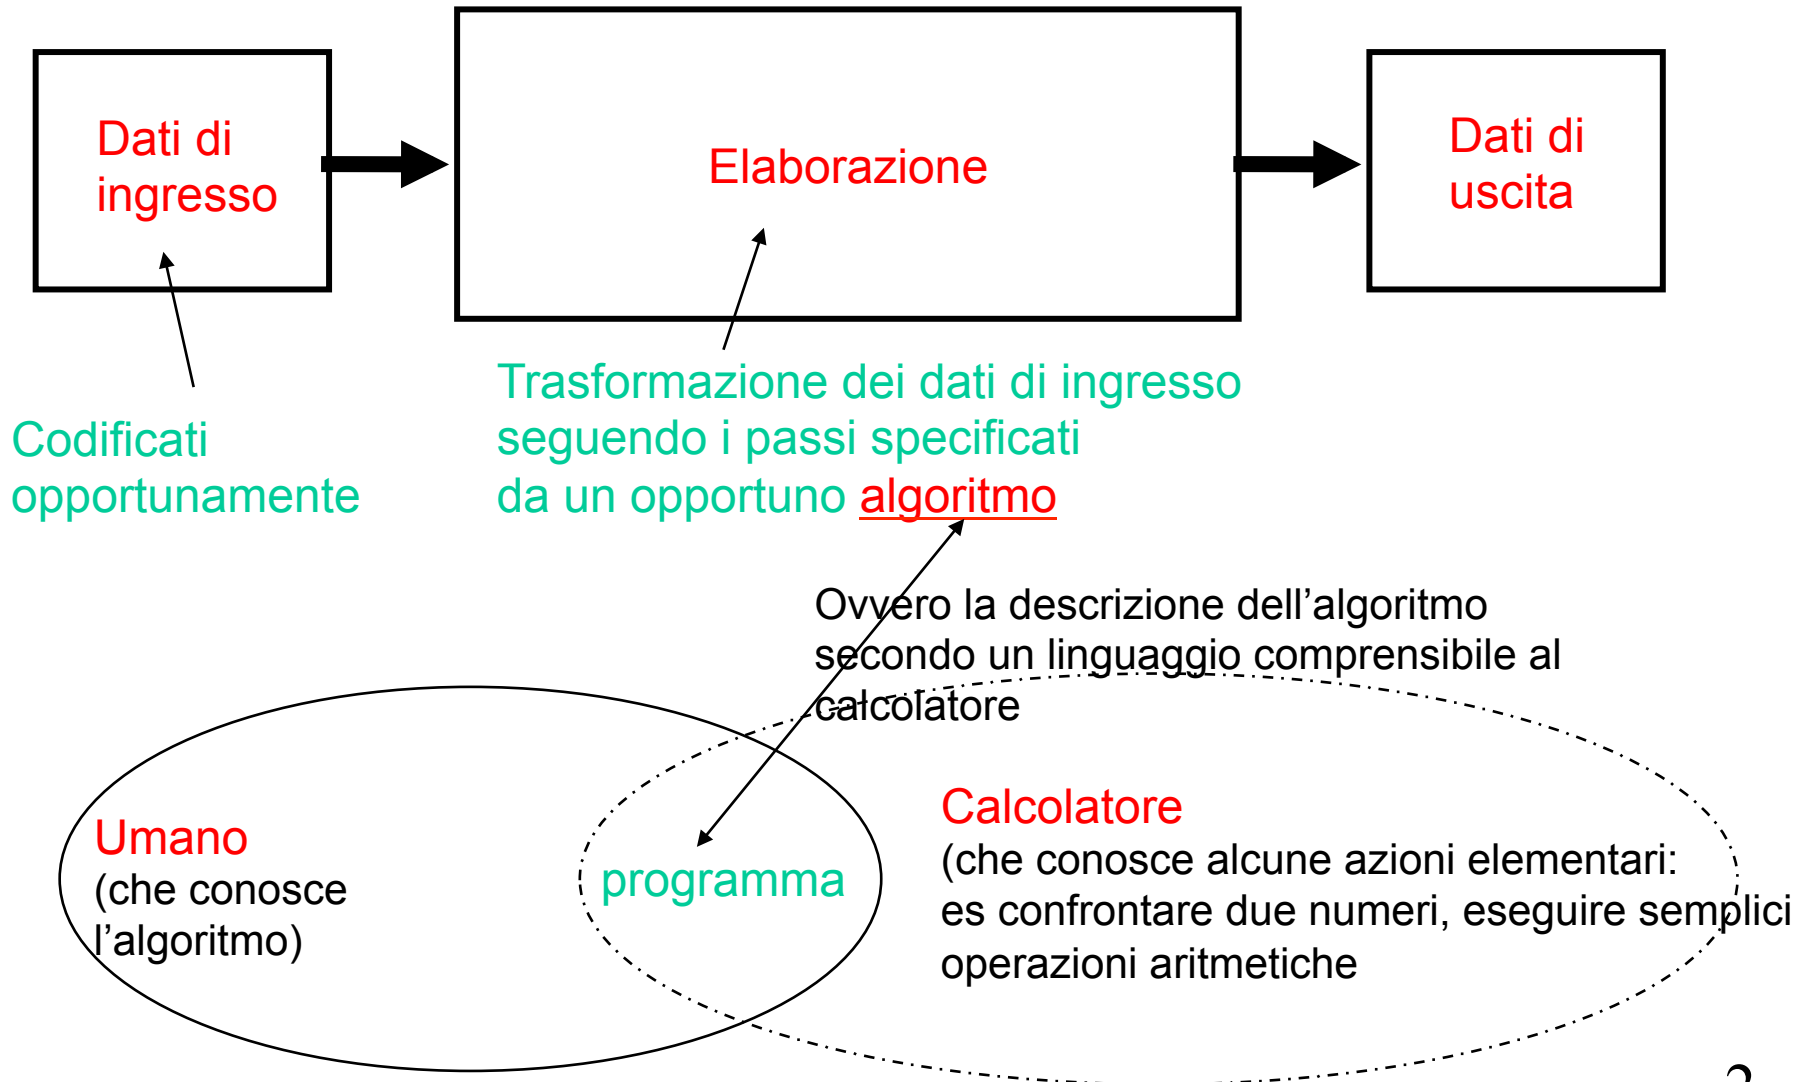 Dati di
ingresso
Elaborazione
Dati di
uscita
Codificati
opportunamente
Trasformazione dei dati di ingresso
seguendo i passi specificati
da un opportuno algoritmo
Ovvero la descrizione dell’algoritmo
secondo un linguaggio comprensibile al
calcolatore
Umano
(che conosce
l’algoritmo)
programma
Calcolatore
(che conosce alcune azioni elementari:
es confrontare due numeri, eseguire semplici
operazioni aritmetiche